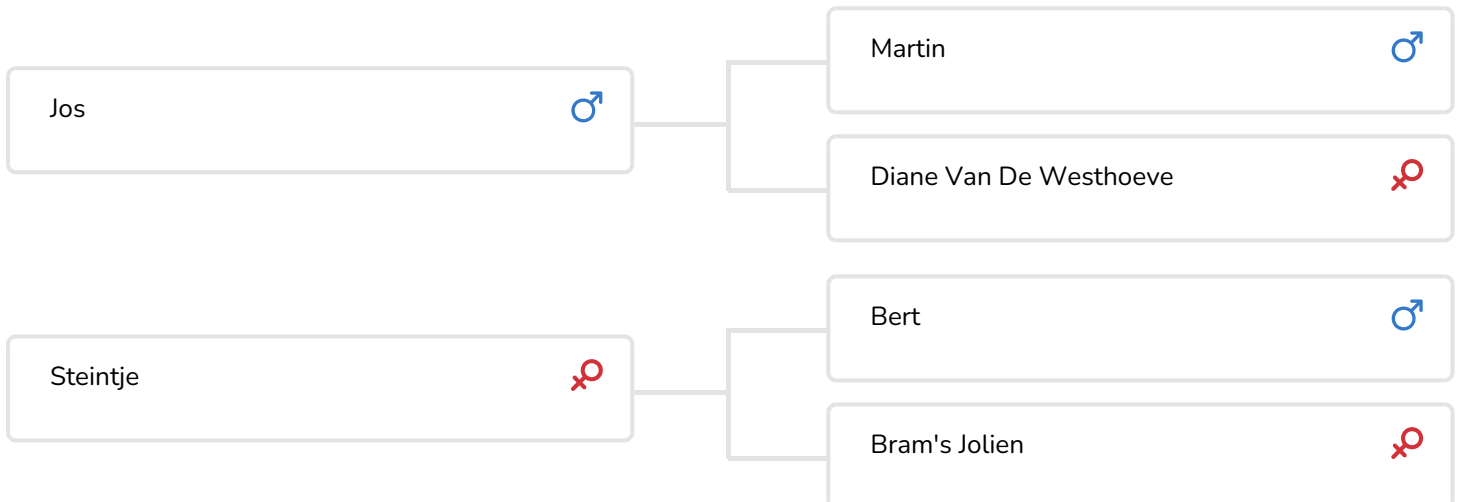 Martin
Jos
Diane Van De Westhoeve
Bert
Steintje
Bram's Jolien